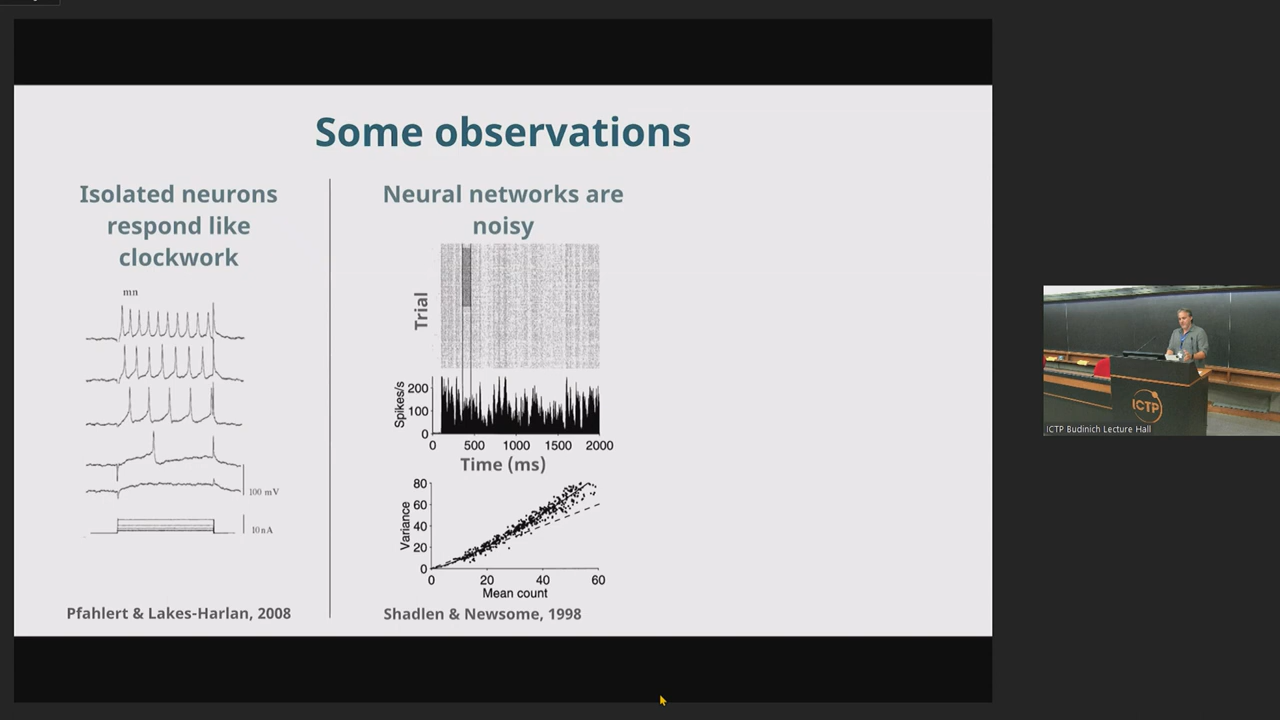 Some observations
Isolated neurons
respond like
clockwork
mn
100 mV
10 nA
Pfahlert & Lakes-Harlan, 2008
Neural networks are
noisy
Trial
Spikes/s
200
100
0
0 500 1000 1500 2000
Time (ms)
Variance
80
60
40
20
0
0 20 40 60
Mean count
Shadlen & Newsome, 1998
ICTP
ICTP Budinich Lecture Hall